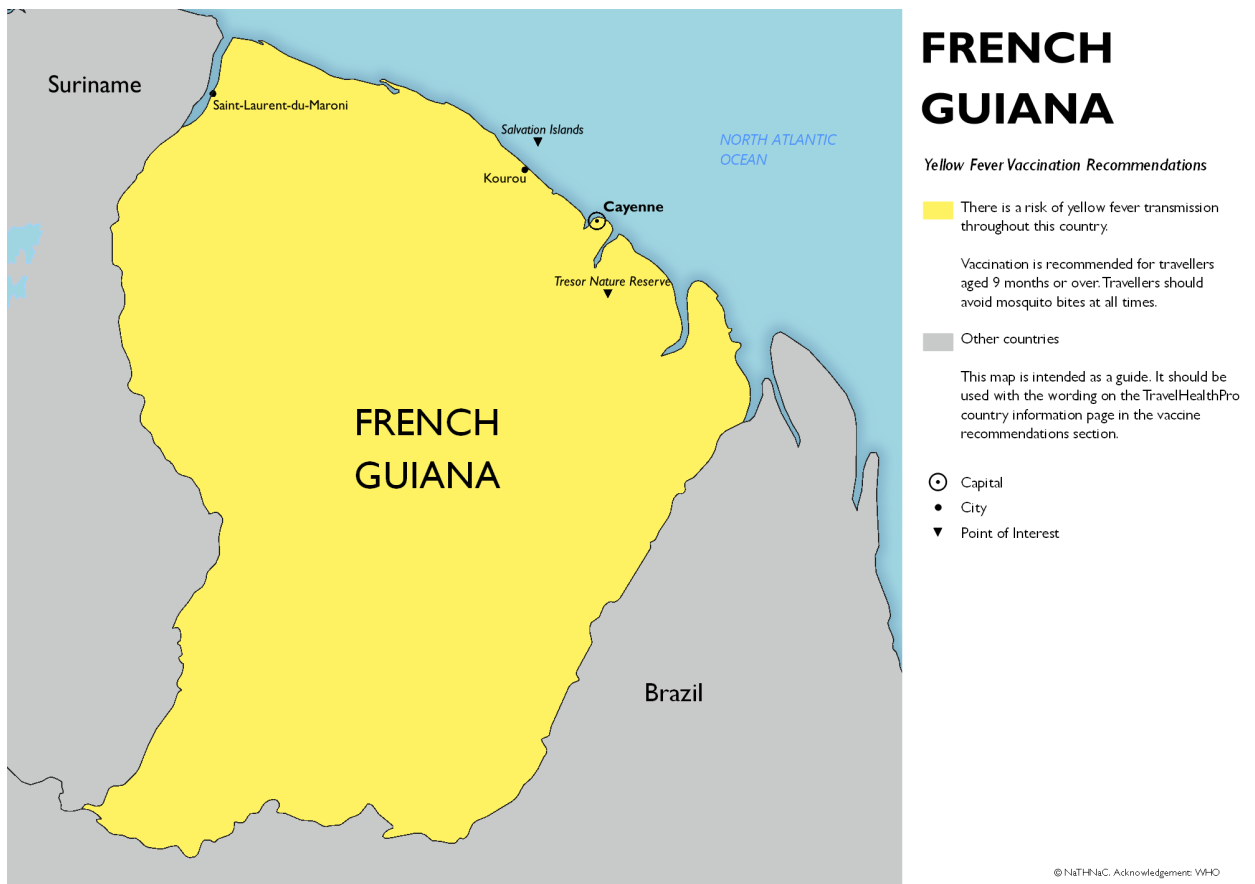 Suriname
Saint-Laurent-du-Maroni
Salvation Islands
NORTH ATLANTIC
OCEAN
Kourou
Cayenne
Tresor Nature Reserve
FRENCH
GUIANA
Brazil
FRENCH
GUIANA
Yellow Fever Vaccination Recommendations
There is a risk of yellow fever transmission
throughout this country.
Vaccination is recommended for travellers
aged 9 months or over. Travellers should
avoid mosquito bites at all times.
Other countries
This map is intended as a guide. It should be
used with the wording on the TravelHealthPro
country information page in the vaccine
recommendations section.
Capital
City
Point of Interest
© NaTHNaC. Acknowledgement: WHO